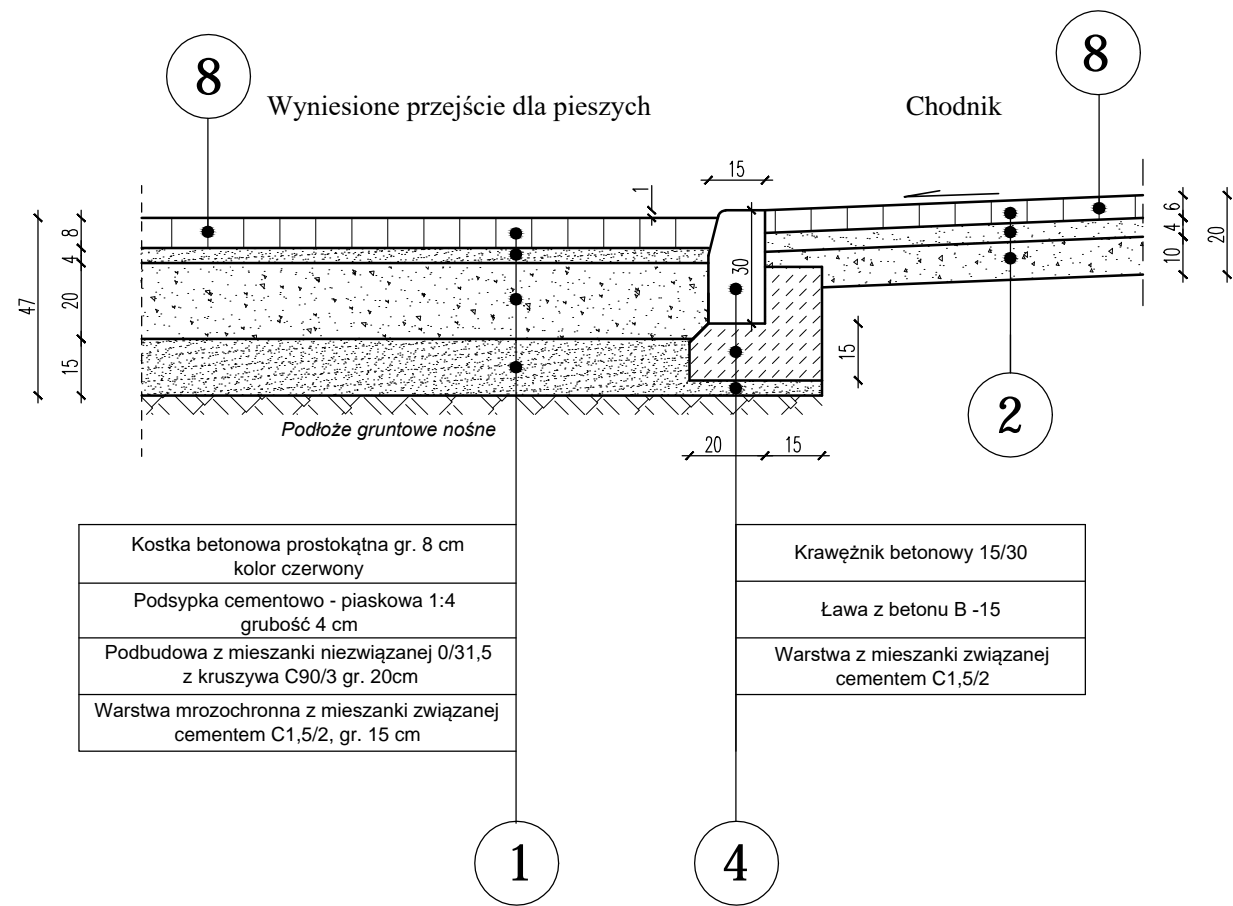 8
8
Wyniesione przejście dla pieszych
Chodnik
15
1
8
4
20
15
47
30
15
6
4
10
20
2
Podłoże gruntowe nośne
20
15
Kostka betonowa prostokątna gr. 8 cm
kolor czerwony
Podsypka cementowo - piaskowa 1:4
grubość 4 cm
Podbudowa z mieszanki niezwiązanej 0/31,5
z kruszywa C90/3 gr. 20cm
Warstwa mrozochronna z mieszanki związanej
cementem C1,5/2, gr. 15 cm
Krawężnik betonowy 15/30
Ława z betonu B -15
Warstwa z mieszanki związanej
cementem C1,5/2
1
4